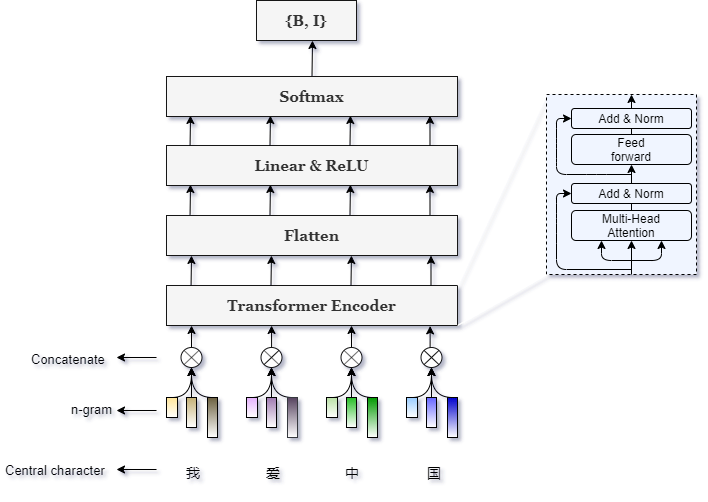 {B, I}
Softmax
Linear & ReLU
Flatten
Transformer Encoder
Add & Norm
Feed
forward
Add & Norm
Multi-Head
Attention
Concatenate
n-gram
Central character
我 爱 中 国